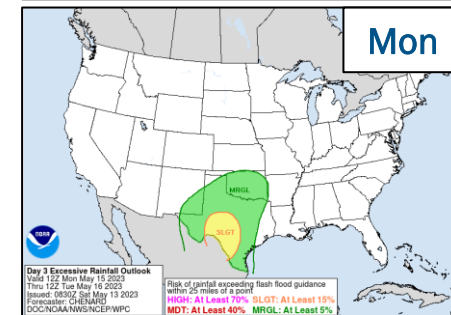 Mon
MRGL
SLGT
NOAA
Day 3 Excessive Rainfall Outlook
Valid 12Z Mon May 15 2023
Thru 12Z Tue May 16 2023
Issued: 0830Z Sat May 13 2023
Forecaster: CHENARD
DOC/NOAA/NWS/NCEP/WPC
Risk of rainfall exceeding flash flood guidance
within 25 miles of a point
HIGH: At Least 70% SLGT: At Least 15%
MDT: At Least 40% MRGL: At Least 5%